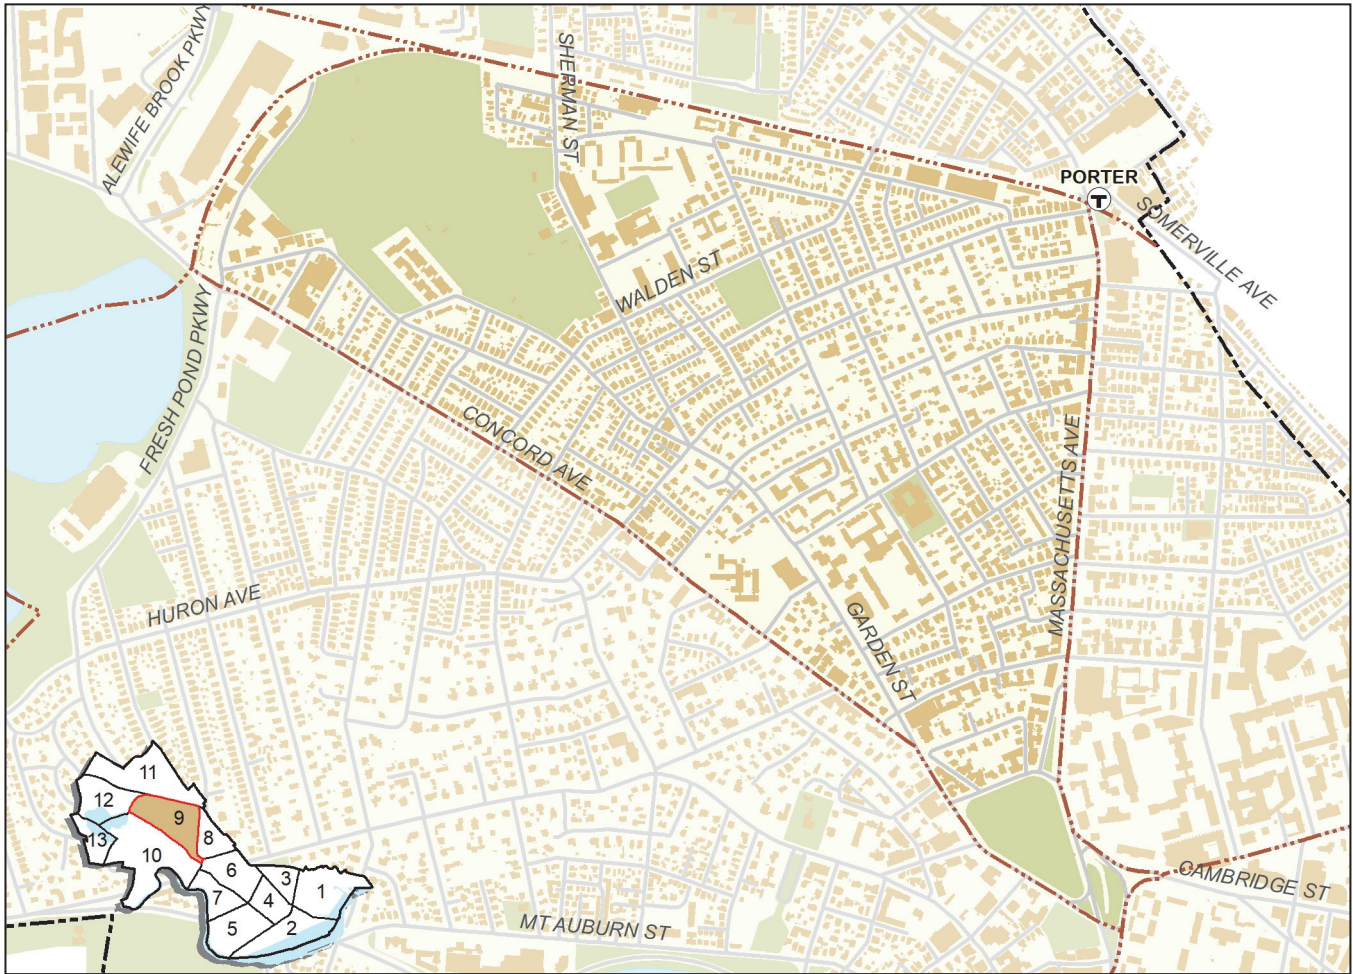 ALEWIFE BROOK PKWY
SHERMAN ST
PORTER
T
SOMERVILLE AVE
WALDEN ST
FRESH POND PKWY
CONCORD AVE
MASSACHUSETTS AVE
HURON AVE
GARDEN ST
CAMBRIDGE ST
MT AUBURN ST
11
12
9
13
10
8
6
3
1
7
4
5
2